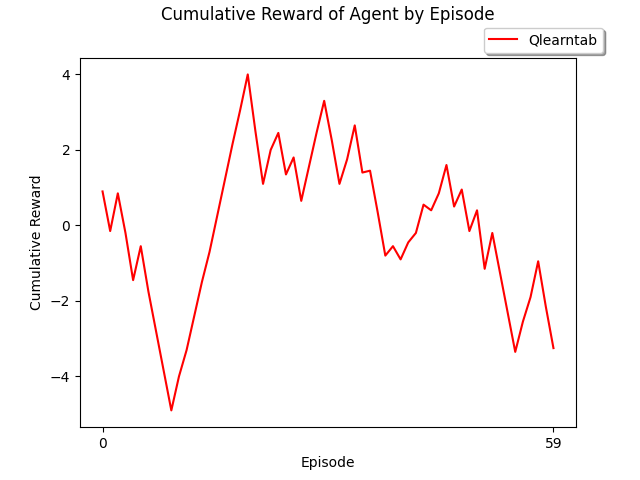 Cumulative Reward of Agent by Episode
Qlearntab
4
2
0
−2
−4
Cumulative Reward
0
59
Episode